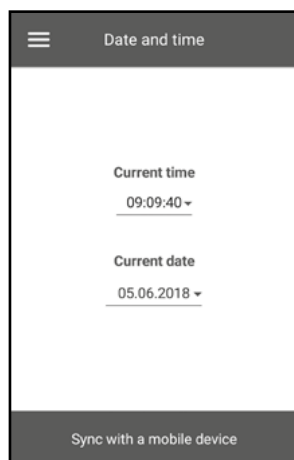 Date and time
Current time
09:09:40
Current date
05.06.2018
Sync with a mobile device